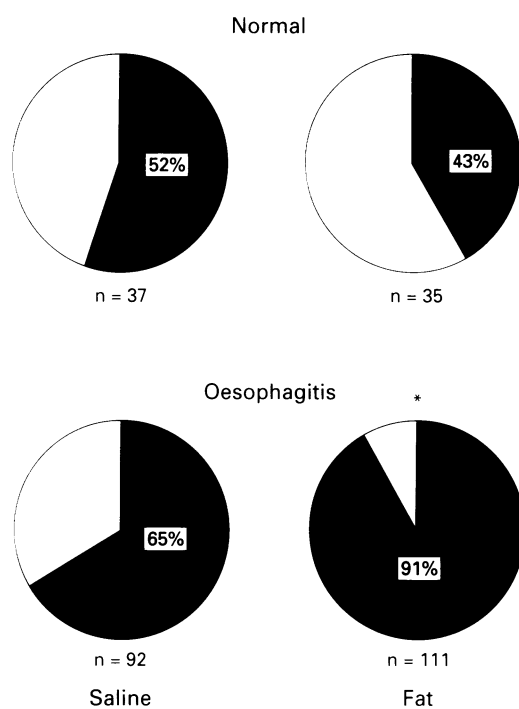 Normal
52%
43%
n = 37
n = 35
Oesophagitis
*
65%
91%
n = 92
n = 111
Saline
Fat